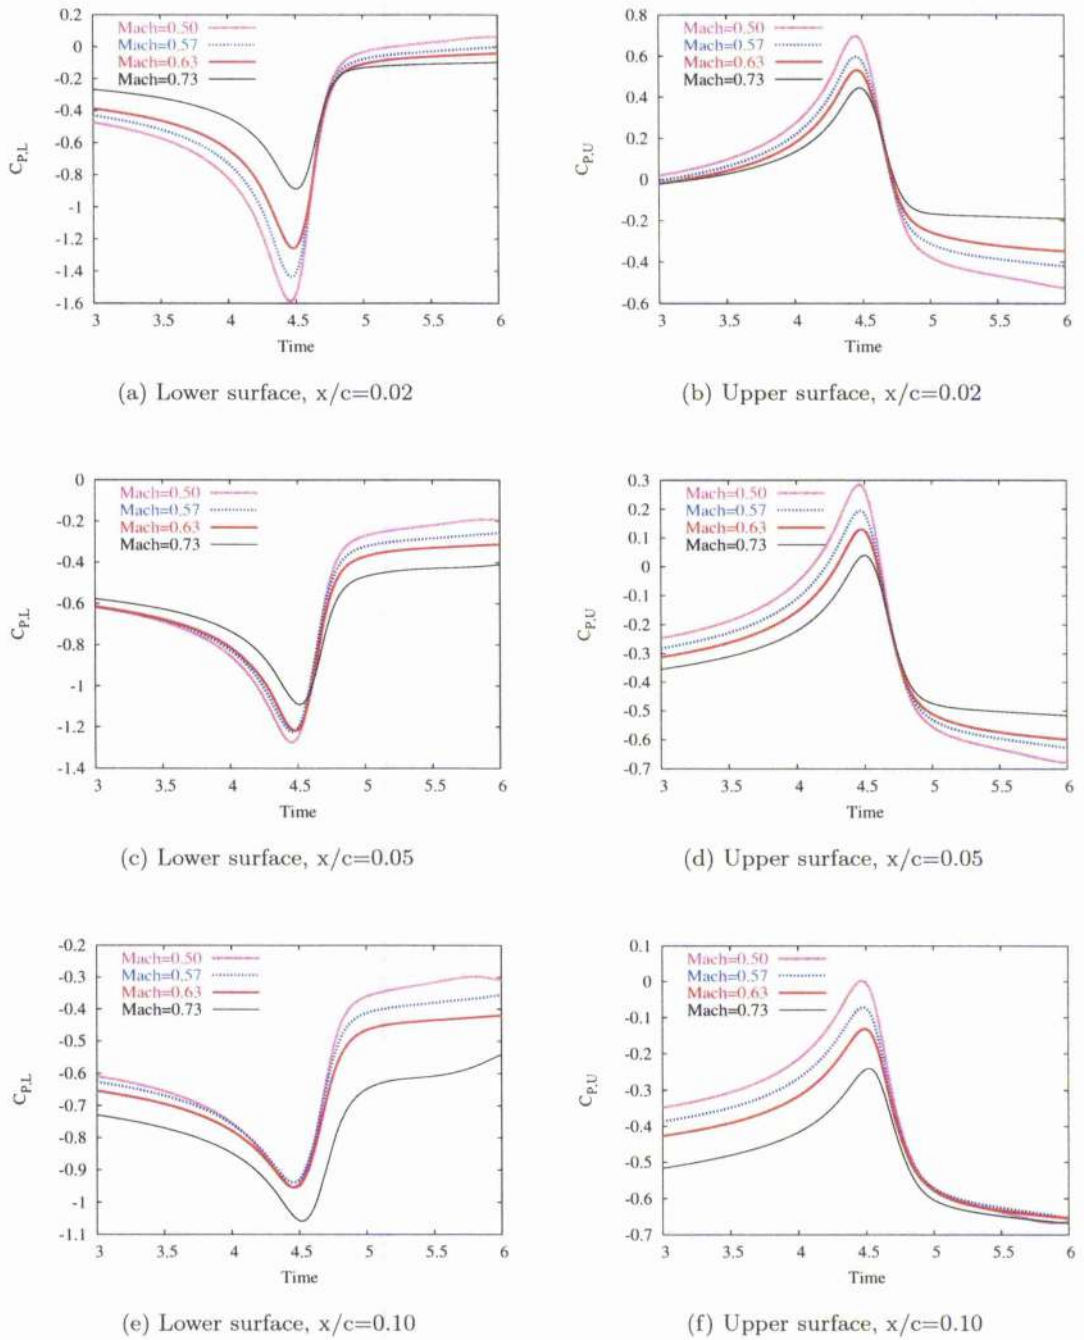 0.2
0
-0.2
-0.4
-0.6
-0.8
-1
-1.2
-1.4
-1.6
C_P,L
Mach=0.50
Mach=0.57
Mach=0.63
Mach=0.73
3 3.5 4 4.5 5 5.5 6
Time
(a) Lower surface, x/c=0.02
0.8
0.6
0.4
0.2
0
-0.2
-0.4
-0.6
C_P,U
Mach=0.50
Mach=0.57
Mach=0.63
Mach=0.73
3 3.5 4 4.5 5 5.5 6
Time
(b) Upper surface, x/c=0.02
0
-0.2
-0.4
-0.6
-0.8
-1
-1.2
-1.4
C_P,L
Mach=0.50
Mach=0.57
Mach=0.63
Mach=0.73
3 3.5 4 4.5 5 5.5 6
Time
(c) Lower surface, x/c=0.05
0.3
0.2
0.1
0
-0.1
-0.2
-0.3
-0.4
-0.5
-0.6
-0.7
C_P,U
Mach=0.50
Mach=0.57
Mach=0.63
Mach=0.73
3 3.5 4 4.5 5 5.5 6
Time
(d) Upper surface, x/c=0.05
-0.2
-0.3
-0.4
-0.5
-0.6
-0.7
-0.8
-0.9
-1
-1.1
C_P,L
Mach=0.50
Mach=0.57
Mach=0.63
Mach=0.73
3 3.5 4 4.5 5 5.5 6
Time
(e) Lower surface, x/c=0.10
0.1
0
-0.1
-0.2
-0.3
-0.4
-0.5
-0.6
-0.7
C_P,U
Mach=0.50
Mach=0.57
Mach=0.63
Mach=0.73
3 3.5 4 4.5 5 5.5 6
Time
(f) Upper surface, x/c=0.10